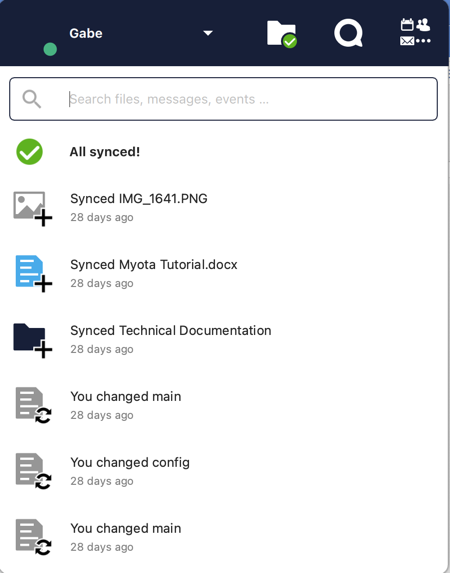 Gabe
Search files, messages, events ...
All synced!
Synced IMG_1641.PNG
28 days ago
Synced Myota Tutorial.docx
28 days ago
Synced Technical Documentation
28 days ago
You changed main
28 days ago
You changed config
28 days ago
You changed main
28 days ago